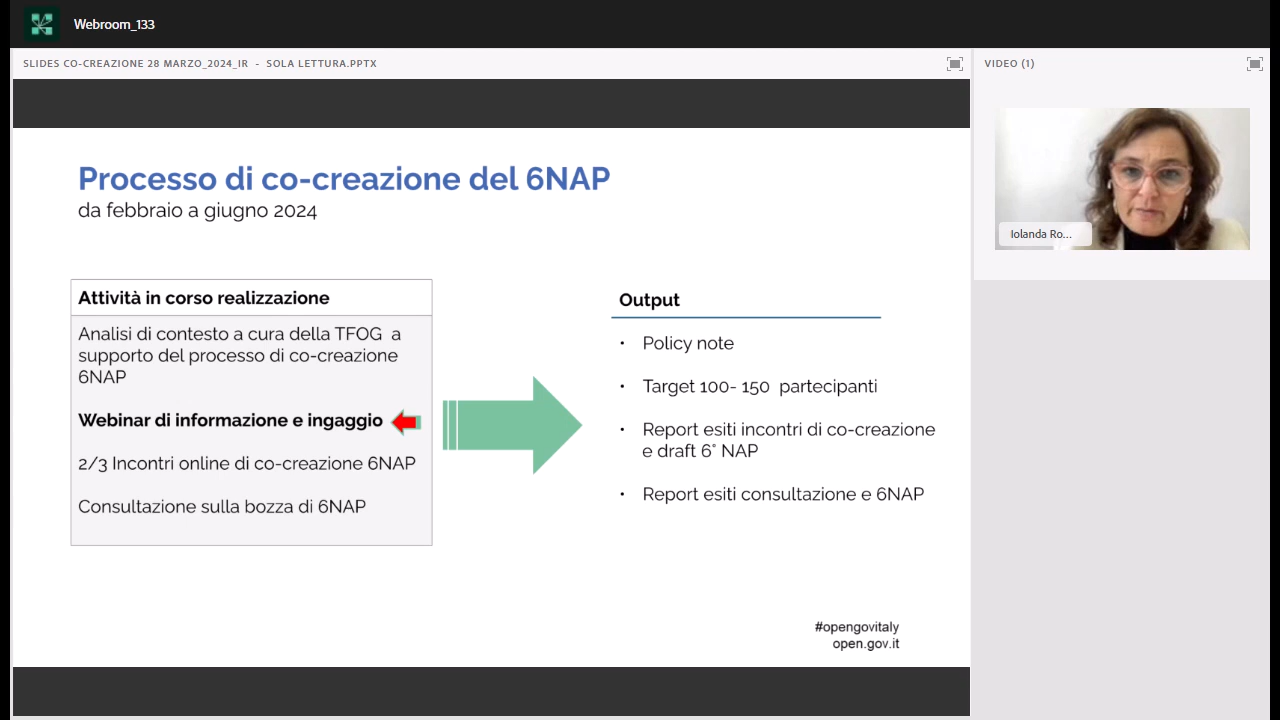 Webroom_133
SLIDES CO-CREAZIONE 28 MARZO_2024_IR - SOLA LETTURA.PPTX
VIDEO (1)
Processo di co-creazione del 6NAP
da febbraio a giugno 2024
Attività in corso realizzazione
Analisi di contesto a cura della TFOG a
supporto del processo di co-creazione
6NAP
Webinar di informazione e ingaggio
2/3 Incontri online di co-creazione 6NAP
Consultazione sulla bozza di 6NAP
Output
• Policy note
• Target 100- 150 partecipanti
• Report esiti incontri di co-creazione
e draft 6° NAP
• Report esiti consultazione e 6NAP
#opengovitaly
open.gov.it
Iolanda Ro...